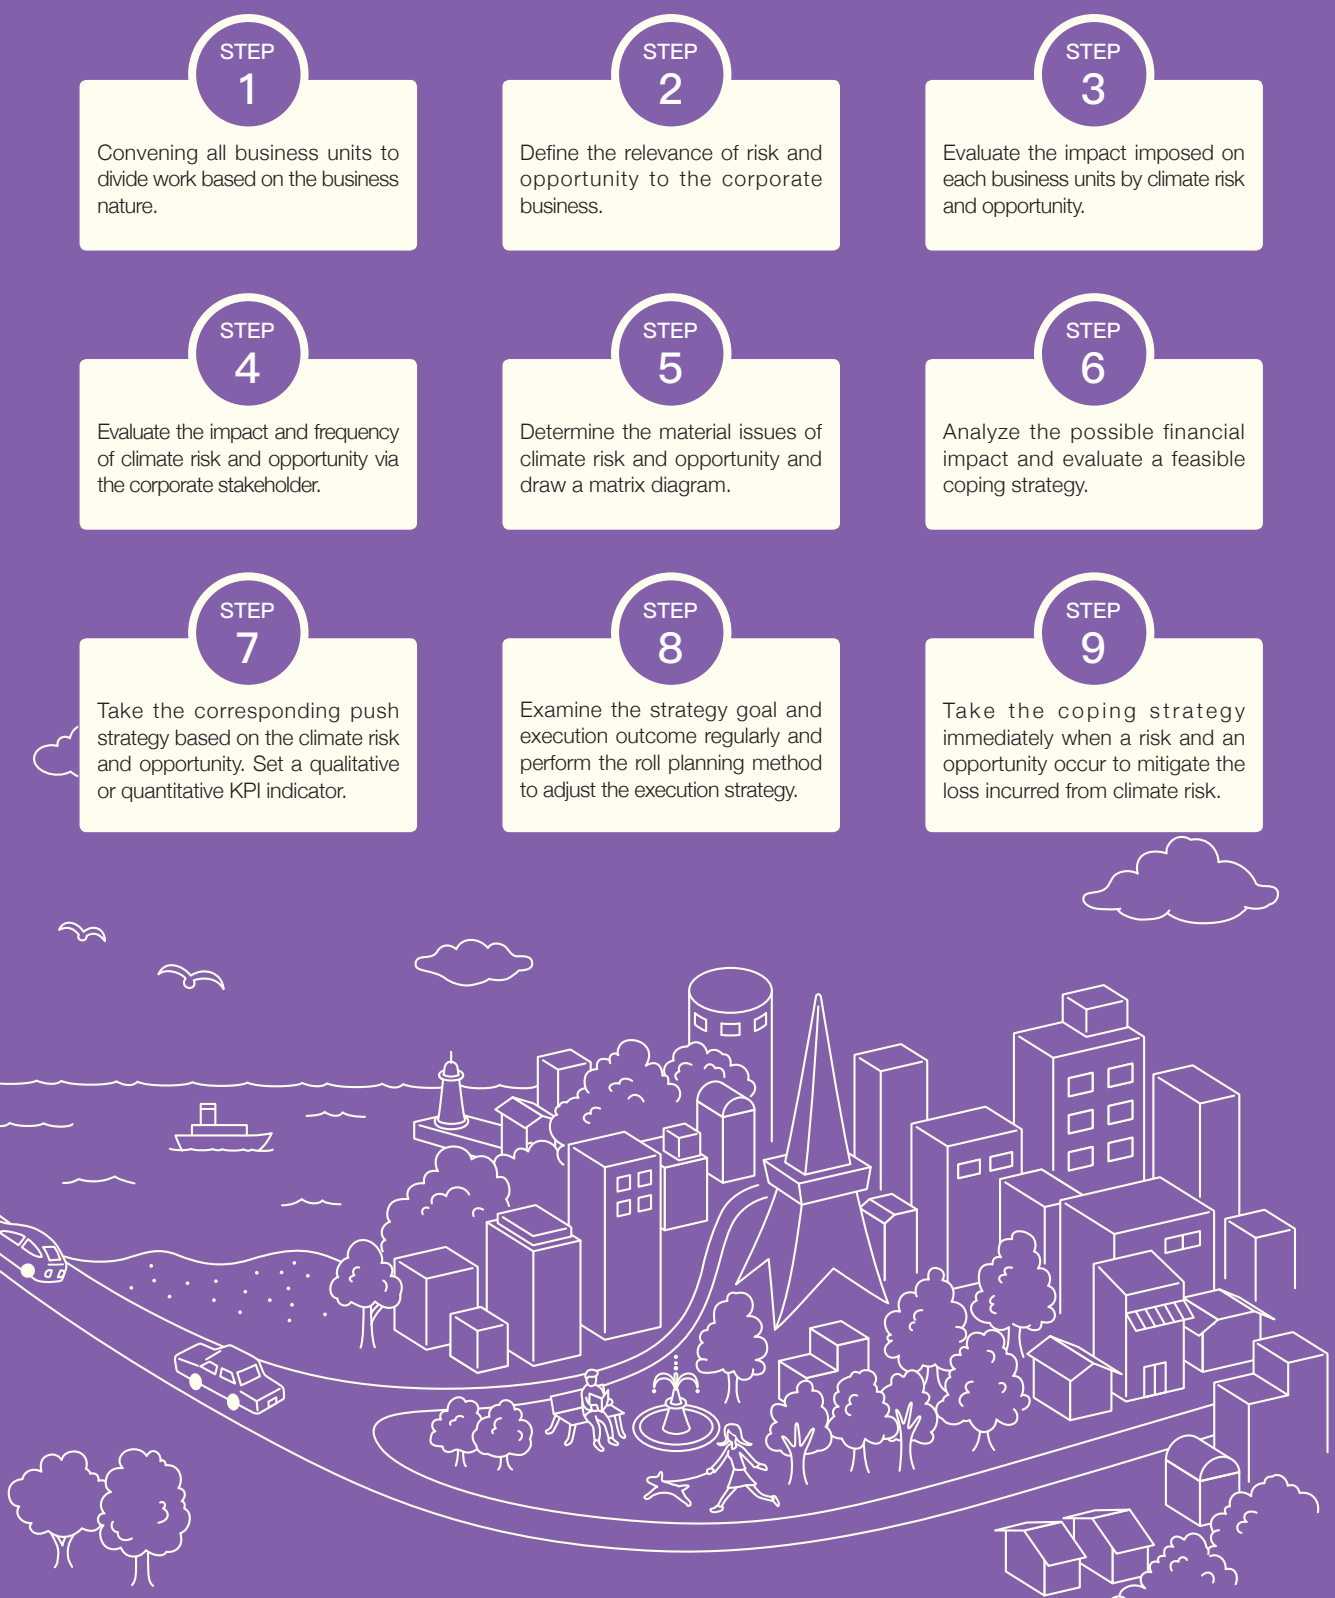 STEP
1
Convening all business units to
divide work based on the business
nature.
STEP
2
Define the relevance of risk and
opportunity to the corporate
business.
STEP
3
Evaluate the impact imposed on
each business units by climate risk
and opportunity.
STEP
4
Evaluate the impact and frequency
of climate risk and opportunity via
the corporate stakeholder.
STEP
5
Determine the material issues of
climate risk and opportunity and
draw a matrix diagram.
STEP
6
Analyze the possible financial
impact and evaluate a feasible
coping strategy.
STEP
7
Take the corresponding push
strategy based on the climate risk
and opportunity. Set a qualitative
or quantitative KPI indicator.
STEP
8
Examine the strategy goal and
execution outcome regularly and
perform the roll planning method
to adjust the execution strategy.
STEP
9
Take the coping strategy
immediately when a risk and an
opportunity occur to mitigate the
loss incurred from climate risk.